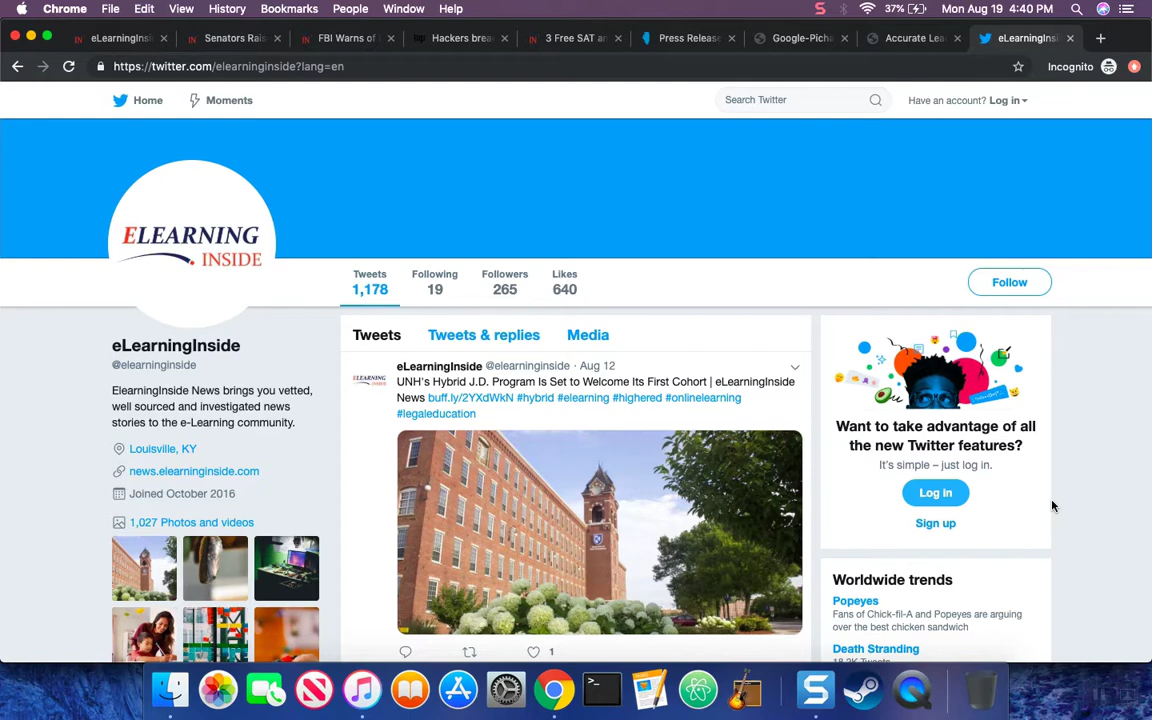 Chrome File Edit View History Bookmarks People Window Help 37% Mon Aug 19 4:40 PM
eLearningInsi Senators Rais FBI Warns of Hackers brea 3 Free SAT an Press Release Google-Picha Accurate Lea eLearningInsi
https://twitter.com/elearninginside?lang=en Incognito
Home Moments Search Twitter Have an account? Log in
ELEARNING
INSIDE
Tweets Following Followers Likes
1,178 19 265 640 Follow
eLearningInside
@elearninginside
ElearningInside News brings you vetted,
well sourced and investigated news
stories to the e-Learning community.
Louisville, KY
news.elearninginside.com
Joined October 2016
1,027 Photos and videos
Tweets Tweets & replies Media
eLearningInside @elearninginside · Aug 12
UNH's Hybrid J.D. Program Is Set to Welcome Its First Cohort | eLearningInside
News buff.ly/2YXdWkN #hybrid #elearning #highered #onlinelearning
#legaleducation
1
Want to take advantage of all
the new Twitter features?
It's simple – just log in.
Log in
Sign up
Worldwide trends
Popeyes
Fans of Chick-fil-A and Popeyes are arguing
over the best chicken sandwich
Death Stranding
18.2K Tweets